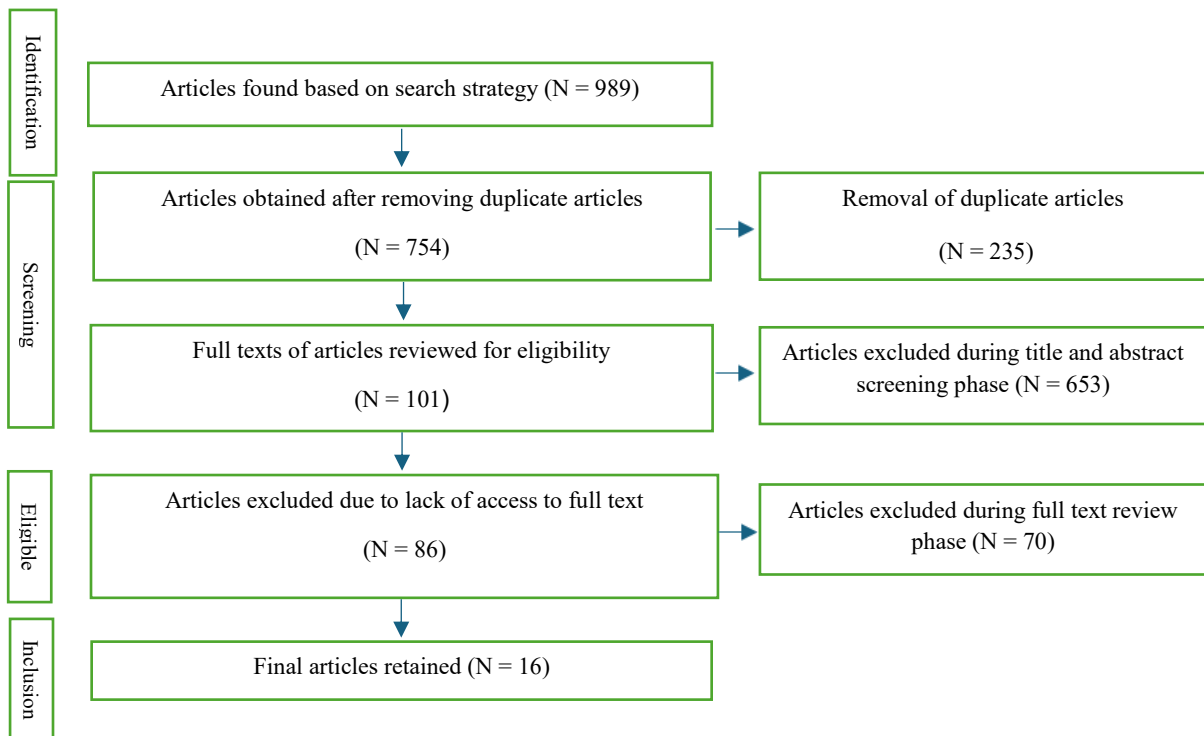 Identification
Articles found based on search strategy (N = 989)
Screening
Articles obtained after removing duplicate articles
(N = 754)
Removal of duplicate articles
(N = 235)
Full texts of articles reviewed for eligibility
(N = 101)
Articles excluded during title and abstract
screening phase (N = 653)
Eligible
Articles excluded due to lack of access to full text
(N = 86)
Articles excluded during full text review
phase (N = 70)
Inclusion
Final articles retained (N = 16)